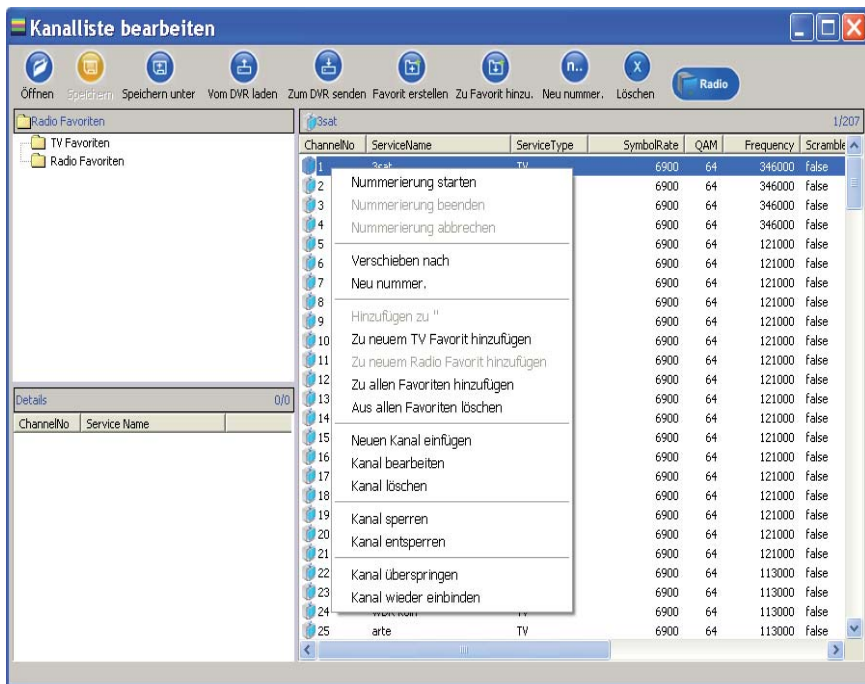 Kanalliste bearbeiten
Öffnen Speichern Speichern unter Vom DVR laden Zum DVR senden Favorit erstellen Zu Favorit hinzu. Neu nummer. Löschen Radio
Radio Favoriten
TV Favoriten
Radio Favoriten
Details 0/0
ChannelNo Service Name
3sat 1/207
ChannelNo ServiceName ServiceType SymbolRate QAM Frequency Scramble
1 3sat TV 6900 64 346000 false
2 6900 64 346000 false
3 6900 64 346000 false
4 6900 64 346000 false
5 6900 64 121000 false
6 6900 64 121000 false
7 6900 64 121000 false
8 6900 64 121000 false
9 6900 64 121000 false
10 6900 64 121000 false
11 6900 64 121000 false
12 6900 64 121000 false
13 6900 64 121000 false
14 6900 64 121000 false
15 6900 64 121000 false
16 6900 64 121000 false
17 6900 64 121000 false
18 6900 64 121000 false
19 6900 64 121000 false
20 6900 64 121000 false
21 6900 64 121000 false
22 6900 64 113000 false
23 6900 64 113000 false
24 WDR Köln TV 6900 64 113000 false
25 arte TV 6900 64 113000 false
Nummerierung starten
Nummerierung beenden
Nummerierung abbrechen
Verschieben nach
Neu nummer.
Hinzufügen zu ''
Zu neuem TV Favorit hinzufügen
Zu neuem Radio Favorit hinzufügen
Zu allen Favoriten hinzufügen
Aus allen Favoriten löschen
Neuen Kanal einfügen
Kanal bearbeiten
Kanal löschen
Kanal sperren
Kanal entsperren
Kanal überspringen
Kanal wieder einbinden